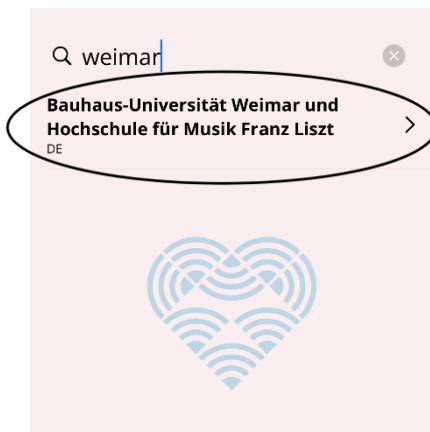 weimar
Bauhaus-Universität Weimar und
Hochschule für Musik Franz Liszt
DE